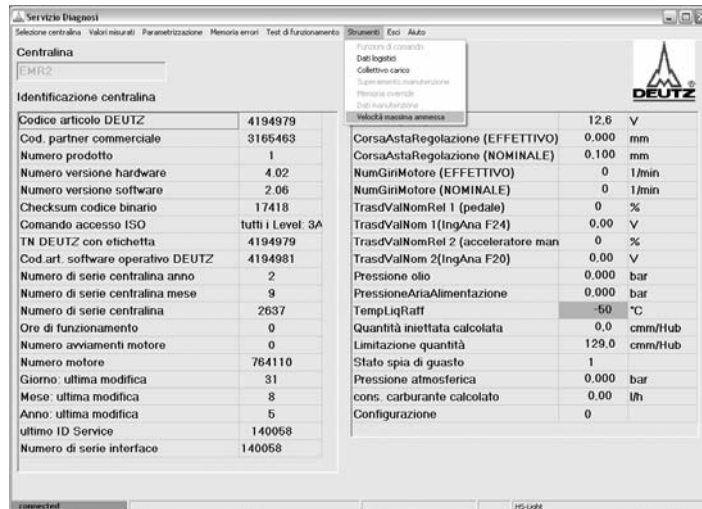 Servizio Diagnosi
Selezione centralina Valori misurati Parametrizzazione Memoria errori Test di funzionamento Strumenti Esci Aiuto
Funzioni di comando
Dati logistici
Collettivo carico
Superamento manutenzione
Memoria override
Dati manutenzione
Velocità massima ammessa
Centralina
EMR2
DEUTZ
Identificazione centralina
Codice articolo DEUTZ 4194979
Cod. partner commerciale 3165463
Numero prodotto 1
Numero versione hardware 4.02
Numero versione software 2.06
Checksum codice binario 17418
Comando accesso ISO tutti i Level: 3A
TN DEUTZ con etichetta 4194979
Cod.art. software operativo DEUTZ 4194981
Numero di serie centralina anno 2
Numero di serie centralina mese 9
Numero di serie centralina 2637
Ore di funzionamento 0
Numero avviamenti motore 0
Numero motore 764110
Giorno: ultima modifica 31
Mese: ultima modifica 8
Anno: ultima modifica 5
ultimo ID Service 140058
Numero di serie interface 140058
12,6 V
CorsaAstaRegolazione (EFFETTIVO) 0,000 mm
CorsaAstaRegolazione (NOMINALE) 0,100 mm
NumGiriMotore (EFFETTIVO) 0 1/min
NumGiriMotore (NOMINALE) 0 1/min
TrasdValNomRel 1 (pedale) 0 %
TrasdValNom 1(IngAna F24) 0,00 V
TrasdValNomRel 2 (acceleratore man 0 %
TrasdValNom 2(IngAna F20) 0,00 V
Pressione olio 0,000 bar
PressioneAriaAlimentazione 0,000 bar
TempLiqRaff -50 °C
Quantità iniettata calcolata 0,0 cmm/Hub
Limitazione quantità 129,0 cmm/Hub
Stato spia di guasto 1
Pressione atmosferica 0,000 bar
cons. carburante calcolato 0,00 l/h
Configurazione 0
connected HS-Light